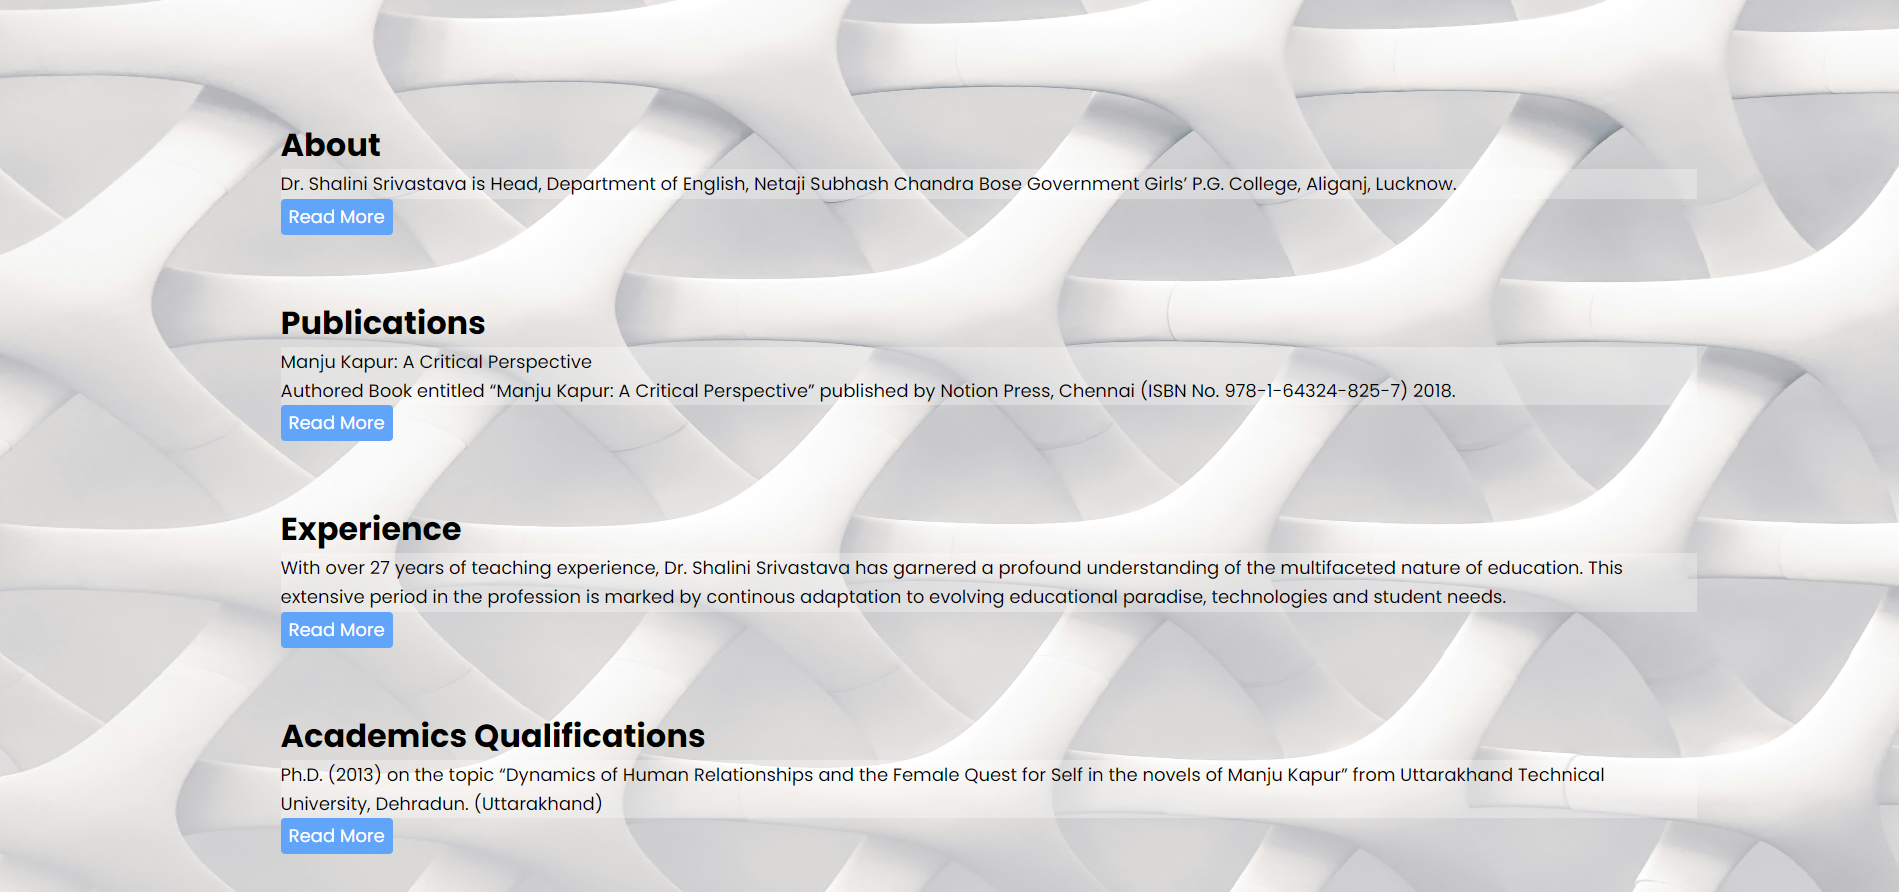 About
Dr. Shalini Srivastava is Head, Department of English, Netaji Subhash Chandra Bose Government Girls’ P.G. College, Aliganj, Lucknow.
Read More
Publications
Manju Kapur: A Critical Perspective
Authored Book entitled “Manju Kapur: A Critical Perspective” published by Notion Press, Chennai (ISBN No. 978-1-64324-825-7) 2018.
Read More
Experience
With over 27 years of teaching experience, Dr. Shalini Srivastava has garnered a profound understanding of the multifaceted nature of education. This
extensive period in the profession is marked by continous adaptation to evolving educational paradise, technologies and student needs.
Read More
Academics Qualifications
Ph.D. (2013) on the topic “Dynamics of Human Relationships and the Female Quest for Self in the novels of Manju Kapur” from Uttarakhand Technical
University, Dehradun. (Uttarakhand)
Read More